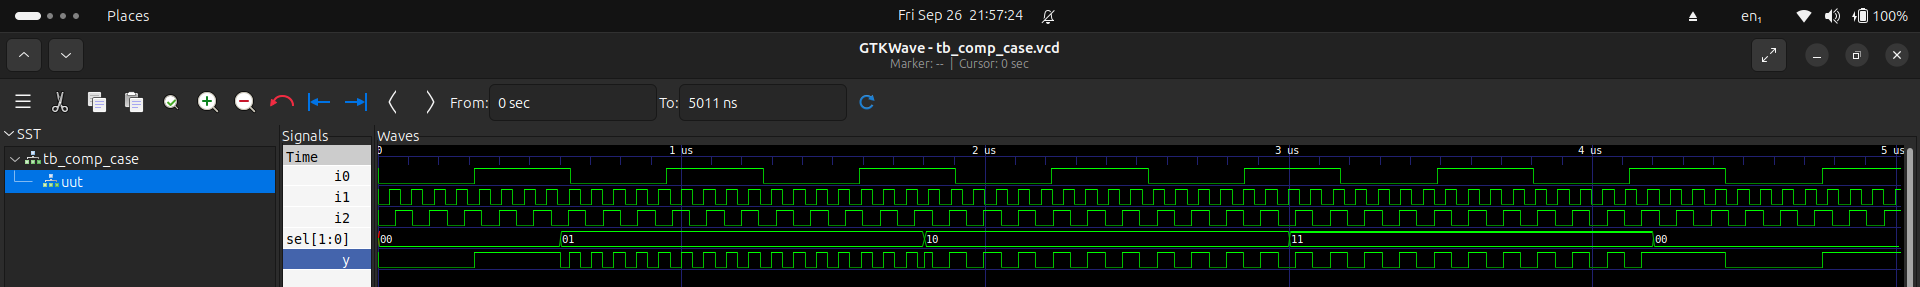 Places Fri Sep 26 21:57:24 en₁ 100%
GTKWave - tb_comp_case.vcd
Marker: -- | Cursor: 0 sec
From: 0 sec To: 5011 ns
SST Signals Waves
tb_comp_case Time 0 1 us 2 us 3 us 4 us 5 us
uut i0
i1
i2
sel[1:0] 00 01 10 11 00
y